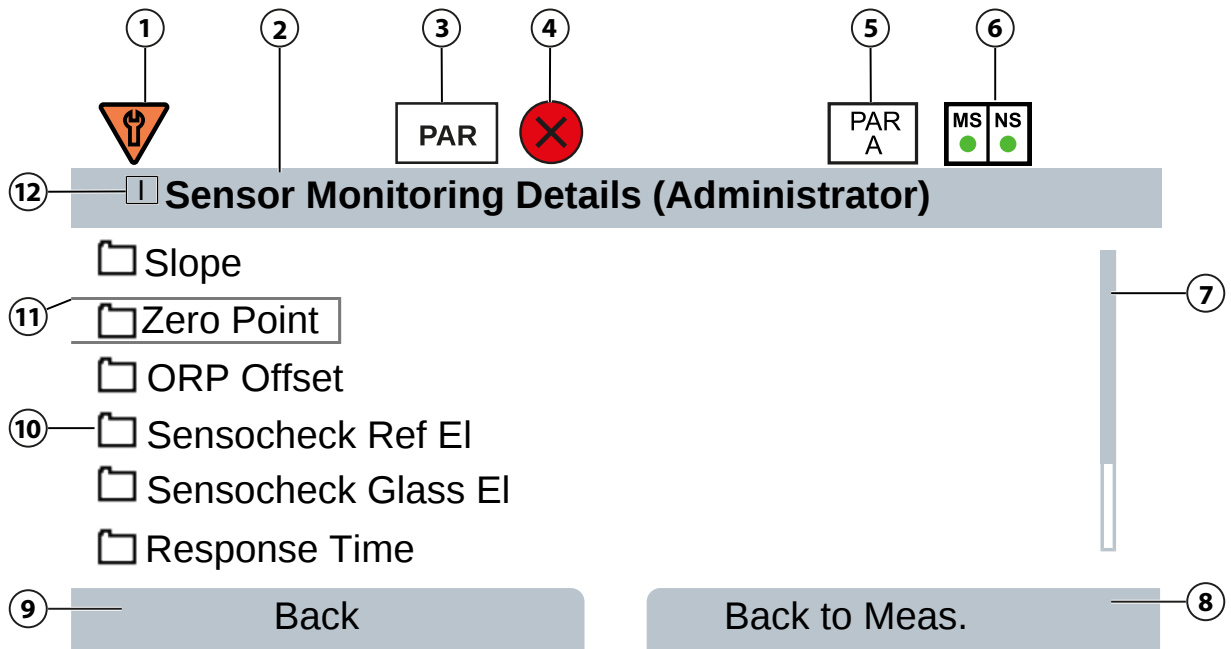 1 2 3 4 5 6
PAR
PAR
A
MS NS
12
I Sensor Monitoring Details (Administrator)
Slope
7
11
Zero Point
ORP Offset
10
Sensocheck Ref El
Sensocheck Glass El
Response Time
9
Back
Back to Meas.
8